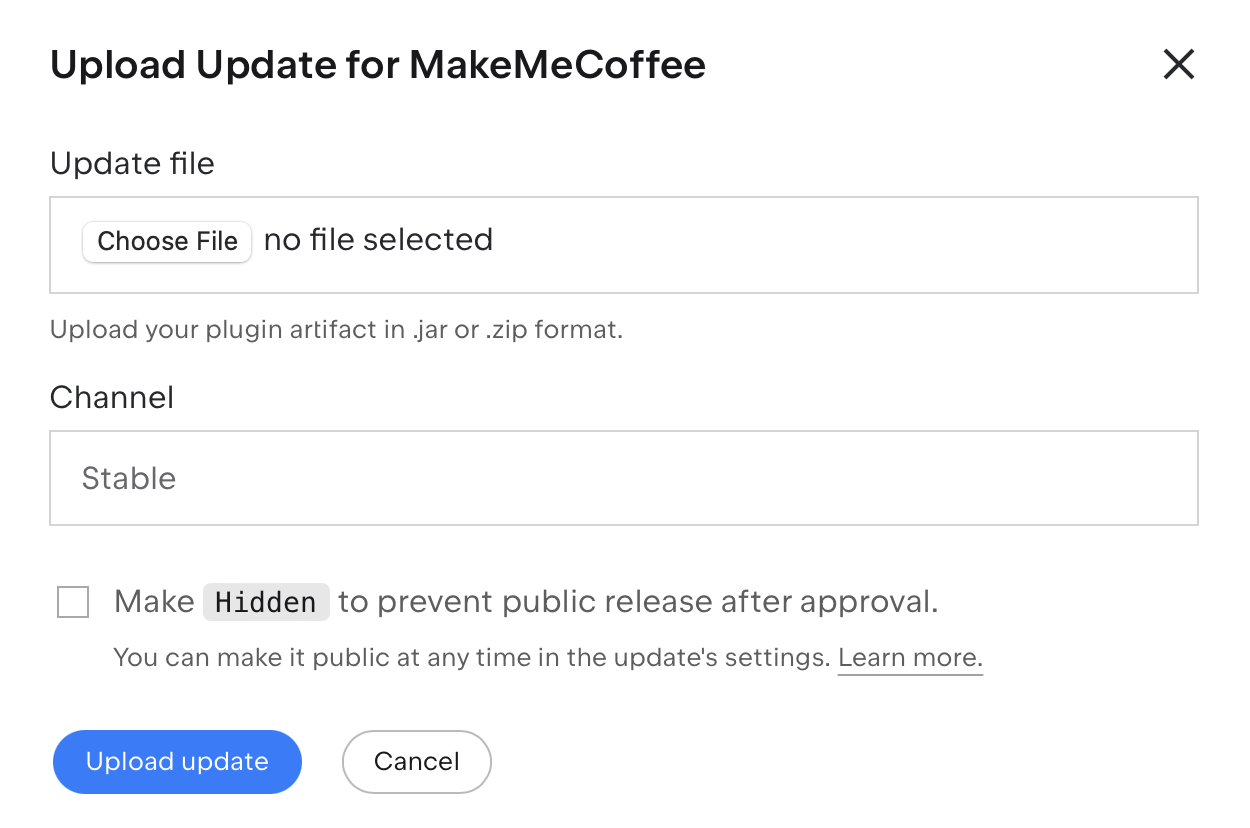 Upload Update for MakeMeCoffee
Update file
Choose File no file selected
Upload your plugin artifact in .jar or .zip format.
Channel
Stable
Make Hidden to prevent public release after approval.
You can make it public at any time in the update's settings. Learn more.
Upload update Cancel